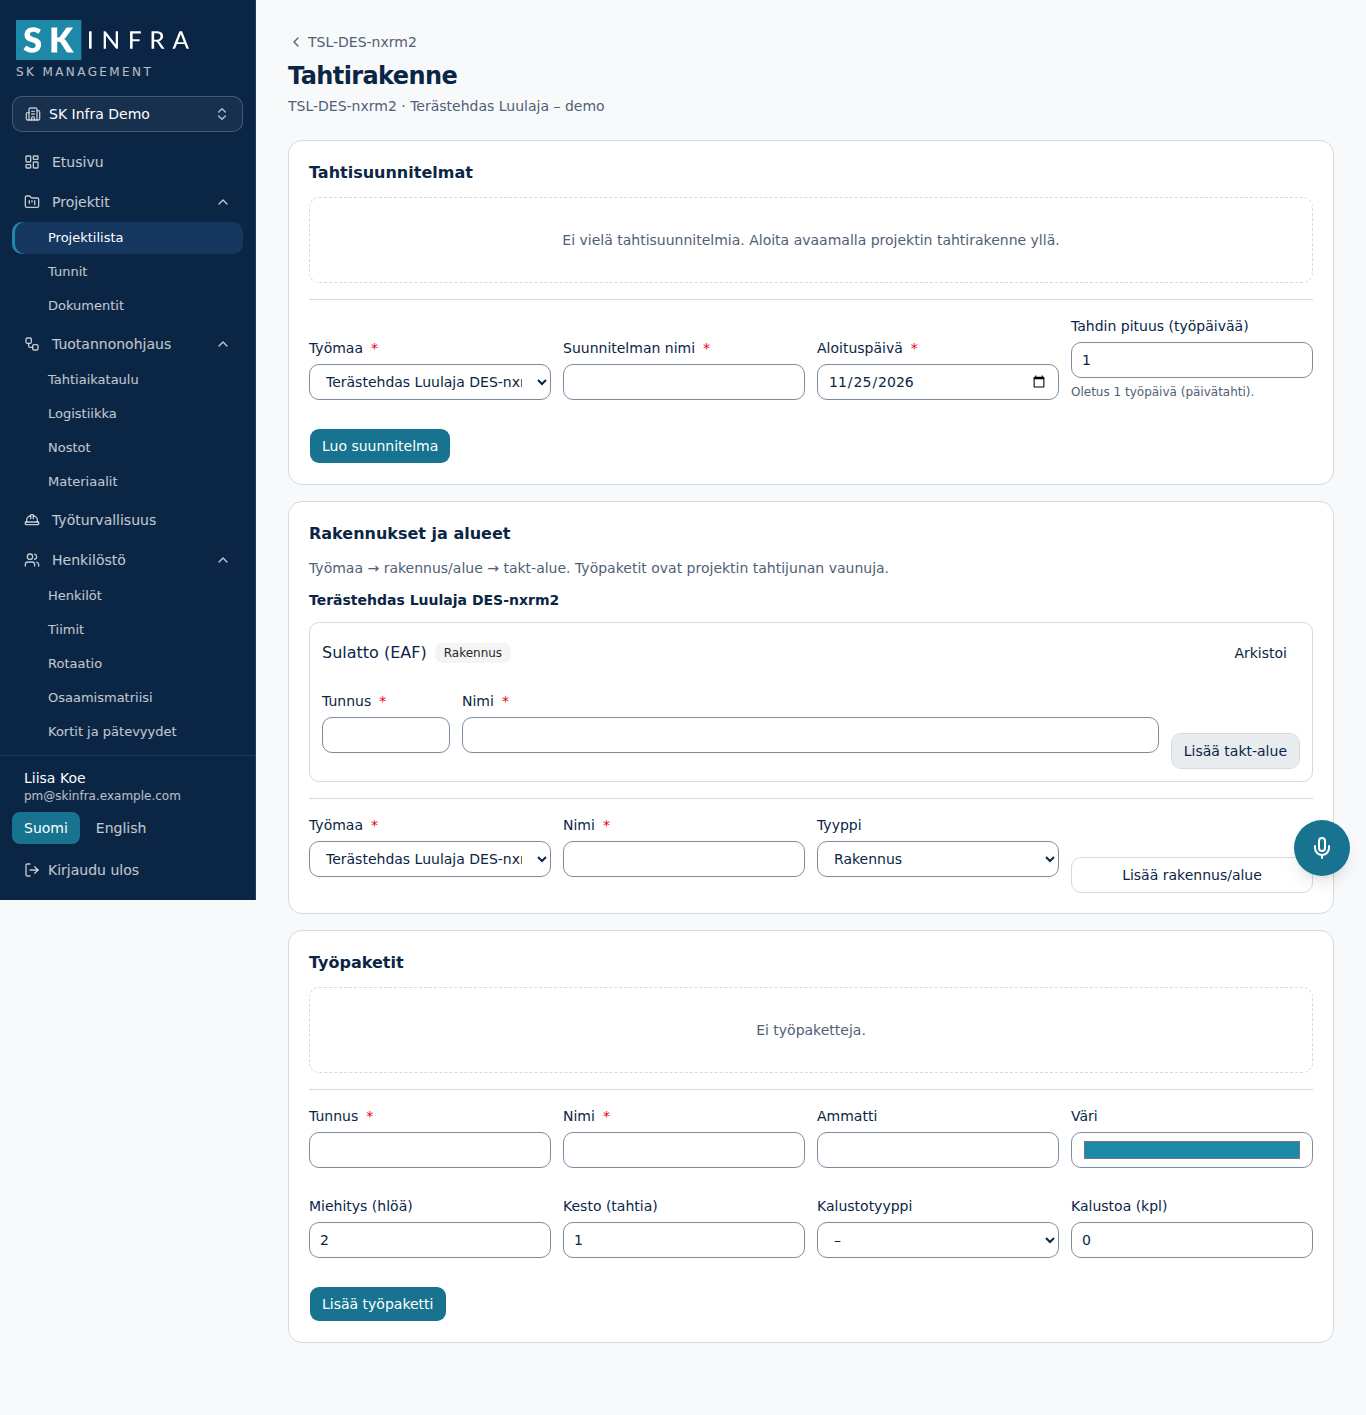 SK INFRA
SK MANAGEMENT
SK Infra Demo
Etusivu
Projektit
Projektilista
Tunnit
Dokumentit
Tuotannonohjaus
Tahtiaikataulu
Logistiikka
Nostot
Materiaalit
Työturvallisuus
Henkilöstö
Henkilöt
Tiimit
Rotaatio
Osaamismatriisi
Kortit ja pätevyydet
Liisa Koe
pm@skinfra.example.com
Suomi English
Kirjaudu ulos
TSL-DES-nxrm2
Tahtirakenne
TSL-DES-nxrm2 · Terästehdas Luulaja – demo
Tahtisuunnitelmat
Ei vielä tahtisuunnitelmia. Aloita avaamalla projektin tahtirakenne yllä.
Työmaa * Suunnitelman nimi * Aloituspäivä * Tahdin pituus (työpäivää)
Terästehdas Luulaja DES-nxr 11/25/2026 1
Oletus 1 työpäivä (päivätahti).
Luo suunnitelma
Rakennukset ja alueet
Työmaa → rakennus/alue → takt-alue. Työpaketit ovat projektin tahtijunan vaunuja.
Terästehdas Luulaja DES-nxrm2
Sulatto (EAF) Rakennus Arkistoi
Tunnus * Nimi *
Lisää takt-alue
Työmaa * Nimi * Tyyppi
Terästehdas Luulaja DES-nxr Rakennus
Lisää rakennus/alue
Työpaketit
Ei työpaketteja.
Tunnus * Nimi * Ammatti Väri
Miehitys (hlöä) Kesto (tahtia) Kalustotyyppi Kalustoa (kpl)
2 1 – 0
Lisää työpaketti